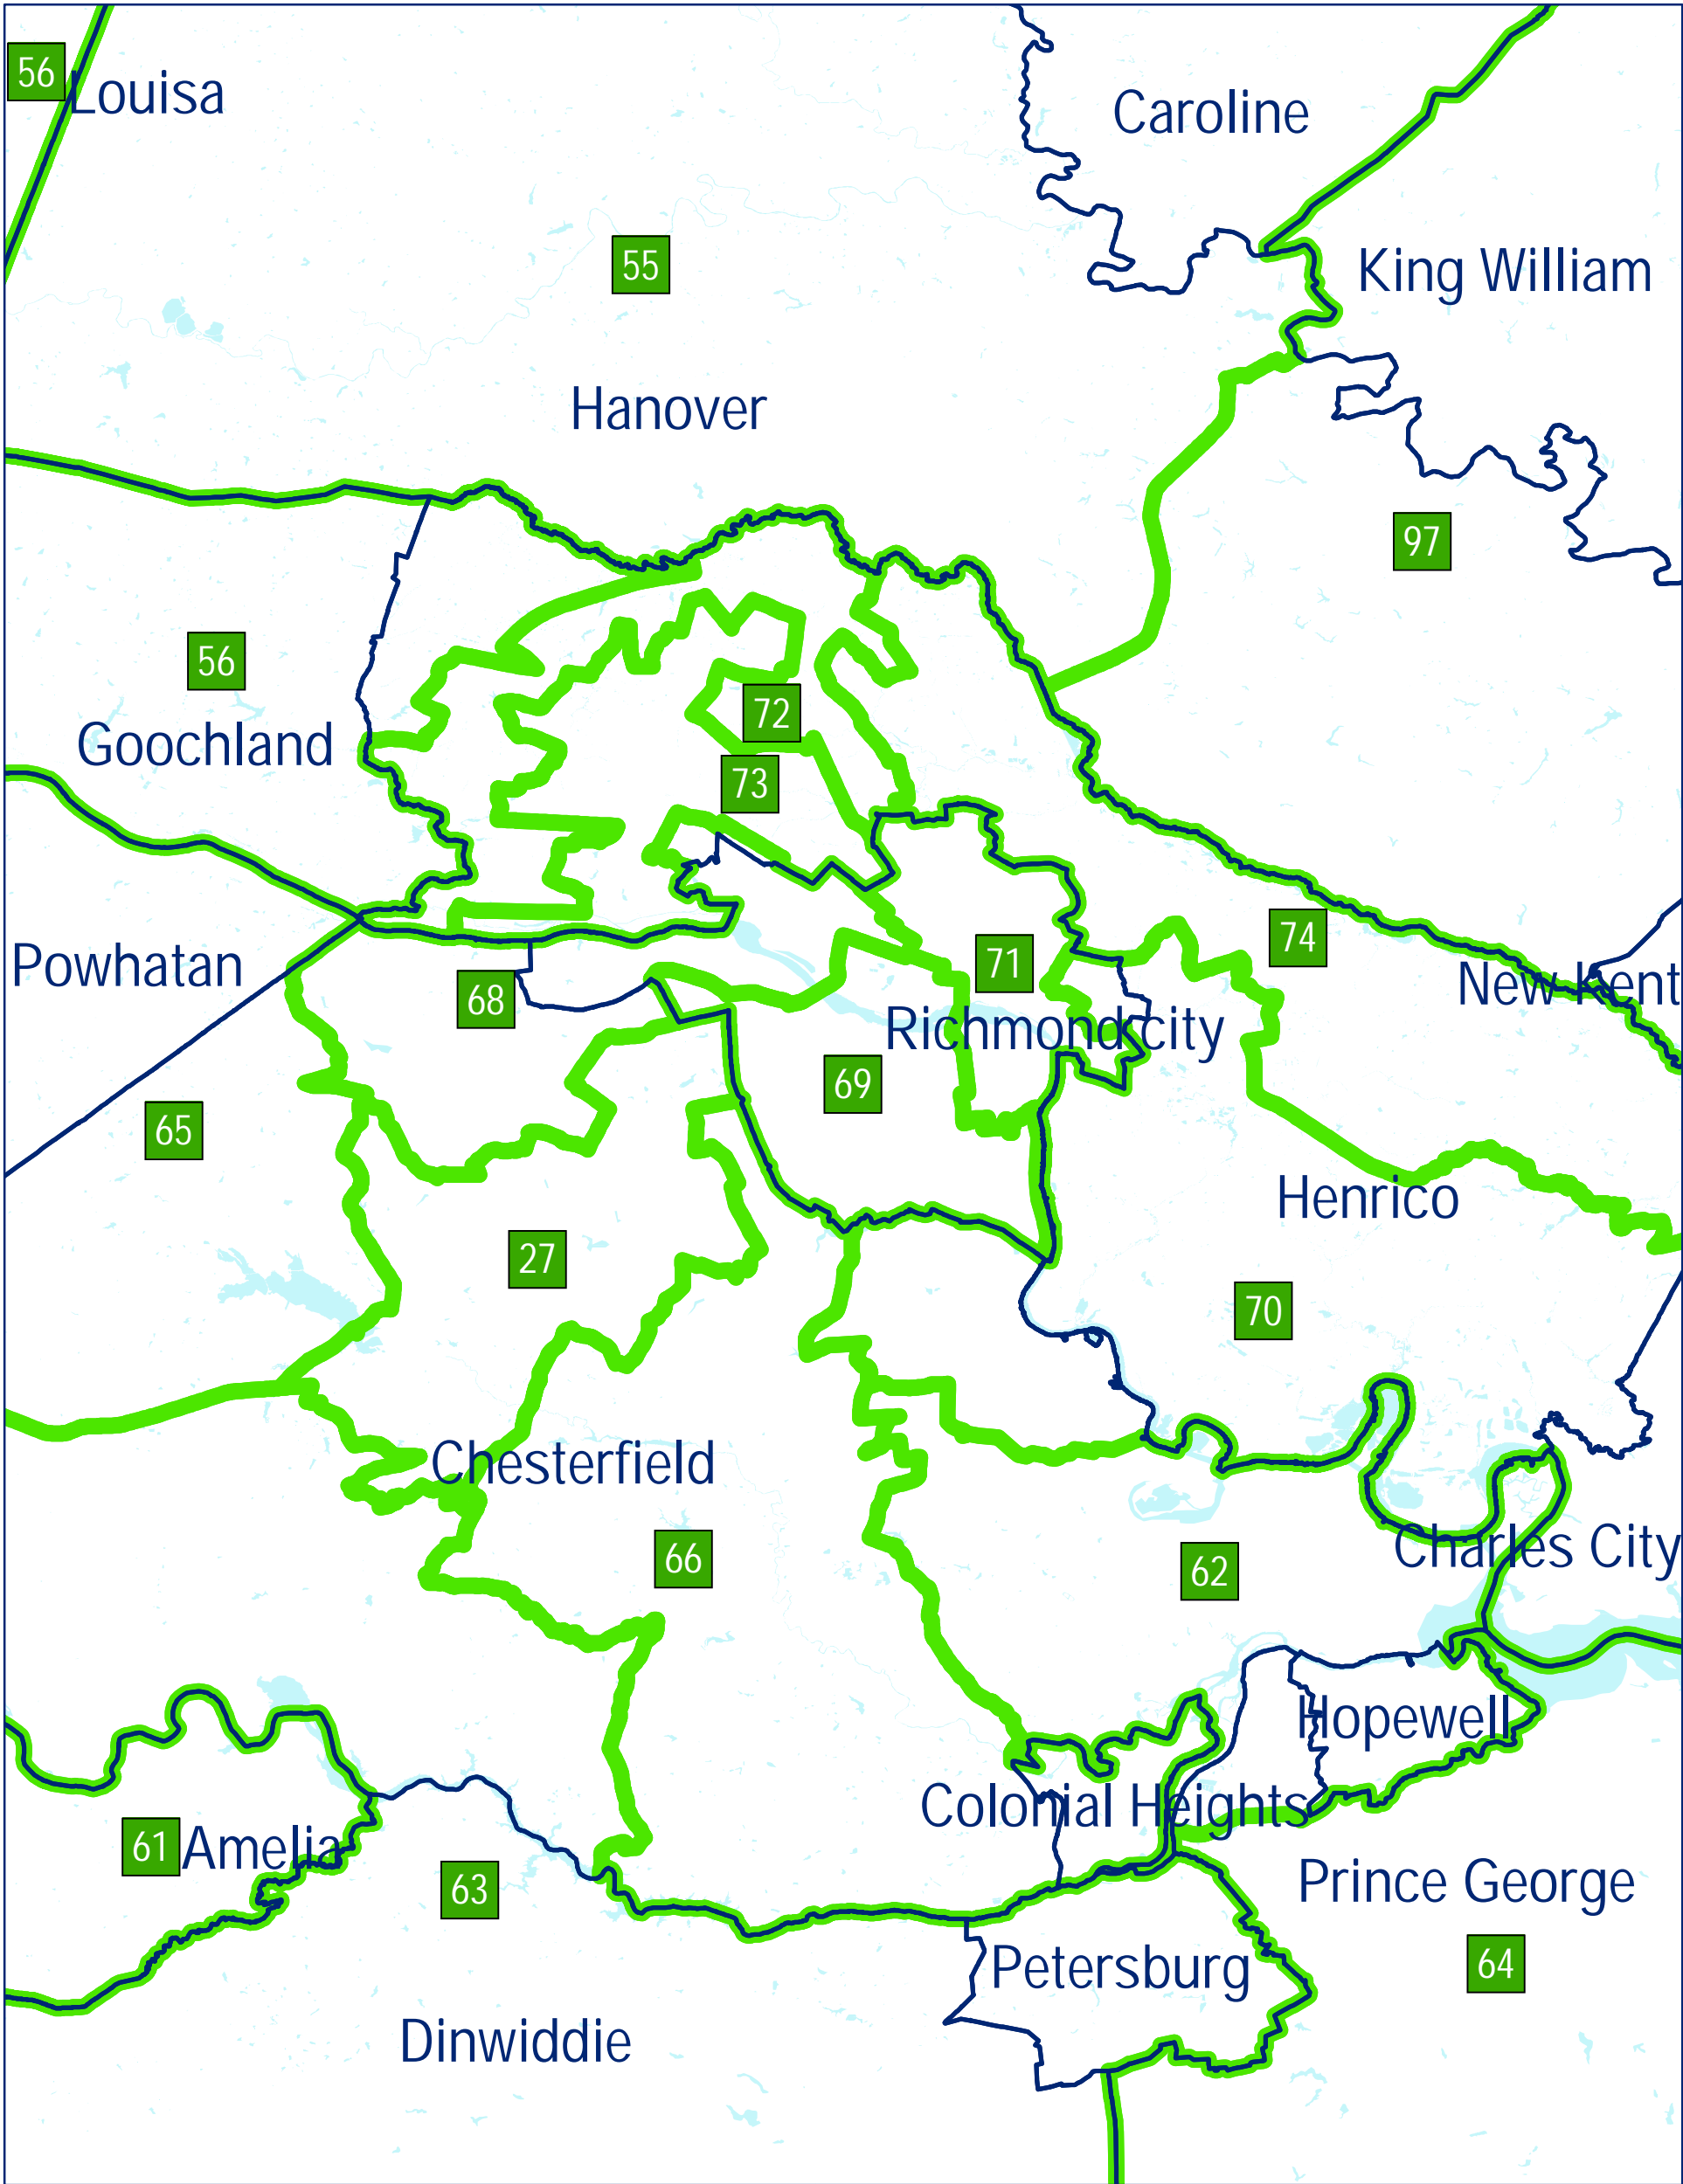 56
Louisa
Caroline
55
King William
Hanover
97
56
72
Goochland
73
74
Powhatan
71
New Kent
68
Richmond city
69
65
Henrico
27
70
Chesterfield
Charles City
66
62
Hopewell
Colonial Heights
61
Amelia
Prince George
63
Petersburg
64
Dinwiddie